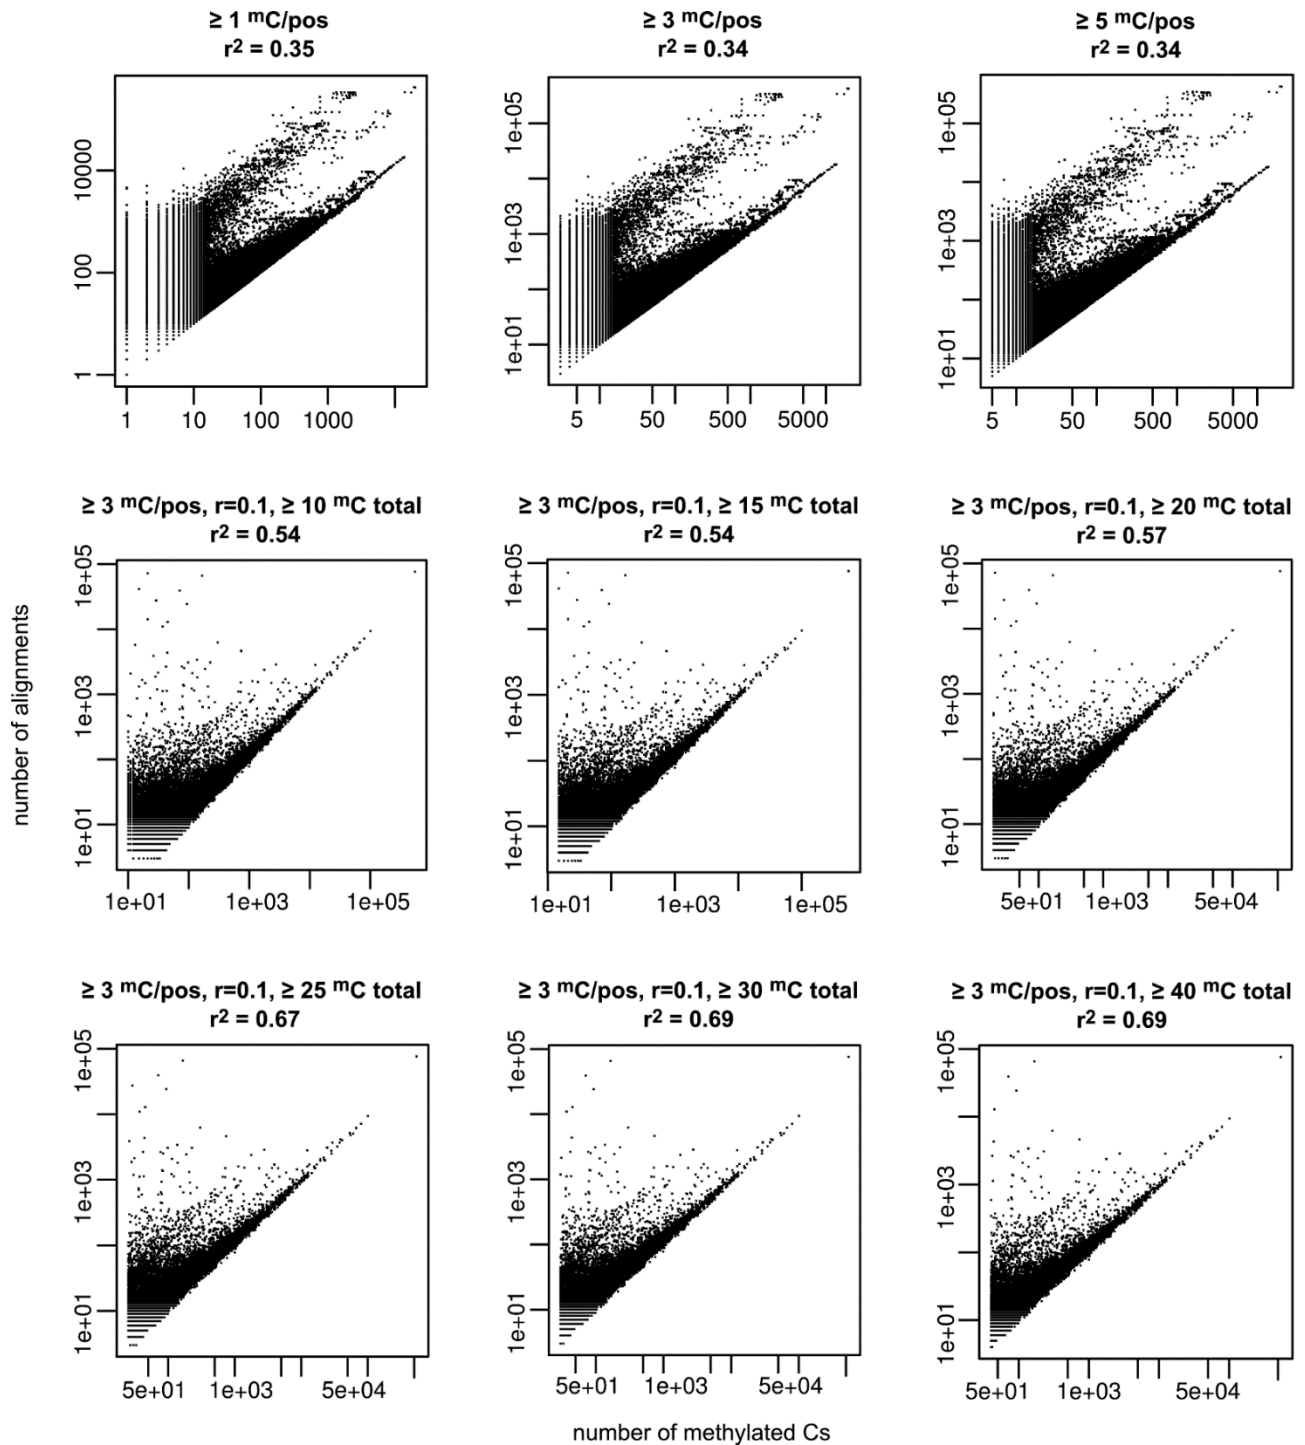 ≥ 1 ᵐC/pos
r² = 0.35
≥ 3 ᵐC/pos
r² = 0.34
≥ 5 ᵐC/pos
r² = 0.34
10000
100
1
1 10 100 1000
1e+05
1e+03
1e+01
5 50 500 5000
1e+05
1e+03
1e+01
5 50 500 5000
number of alignments
≥ 3 ᵐC/pos, r=0.1, ≥ 10 ᵐC total
r² = 0.54
≥ 3 ᵐC/pos, r=0.1, ≥ 15 ᵐC total
r² = 0.54
≥ 3 ᵐC/pos, r=0.1, ≥ 20 ᵐC total
r² = 0.57
1e+05
1e+03
1e+01
1e+01 1e+03 1e+05
1e+05
1e+03
1e+01
1e+01 1e+03 1e+05
1e+05
1e+03
1e+01
5e+01 1e+03 5e+04
≥ 3 ᵐC/pos, r=0.1, ≥ 25 ᵐC total
r² = 0.67
≥ 3 ᵐC/pos, r=0.1, ≥ 30 ᵐC total
r² = 0.69
≥ 3 ᵐC/pos, r=0.1, ≥ 40 ᵐC total
r² = 0.69
1e+05
1e+03
1e+01
5e+01 1e+03 5e+04
1e+05
1e+03
1e+01
5e+01 1e+03 5e+04
1e+05
1e+03
1e+01
5e+01 1e+03 5e+04
number of methylated Cs